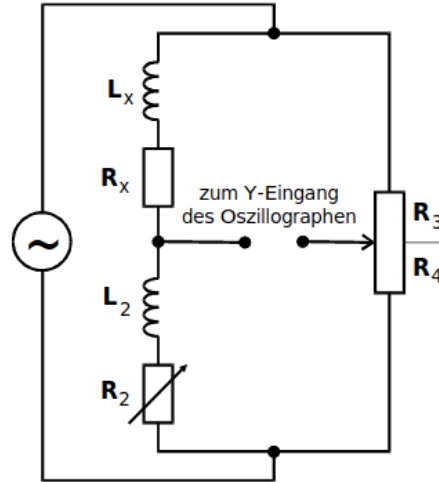 Lx
Rx
zum Y-Eingang
des Oszillographen
R3
R4
L2
R2
~